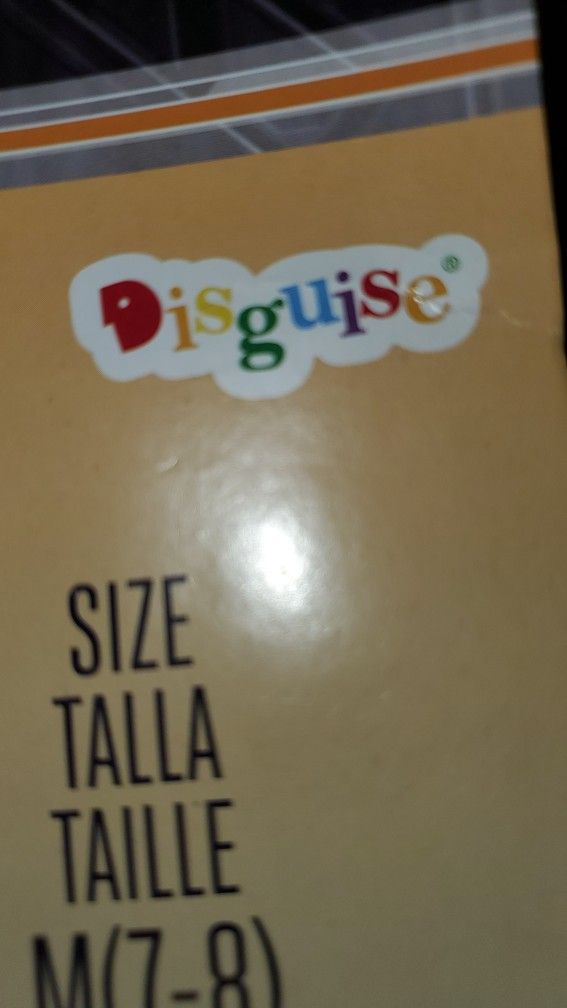 Disguise®
SIZE
TALLA
TAILLE
M(7-8)